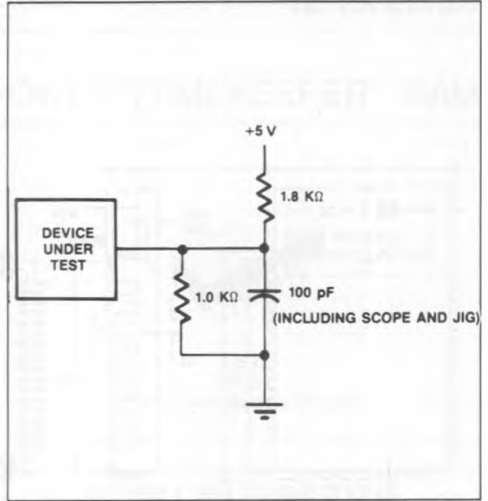 +5 V
1.8 KΩ
DEVICE
UNDER
TEST
1.0 KΩ
100 pF
(INCLUDING SCOPE AND JIG)